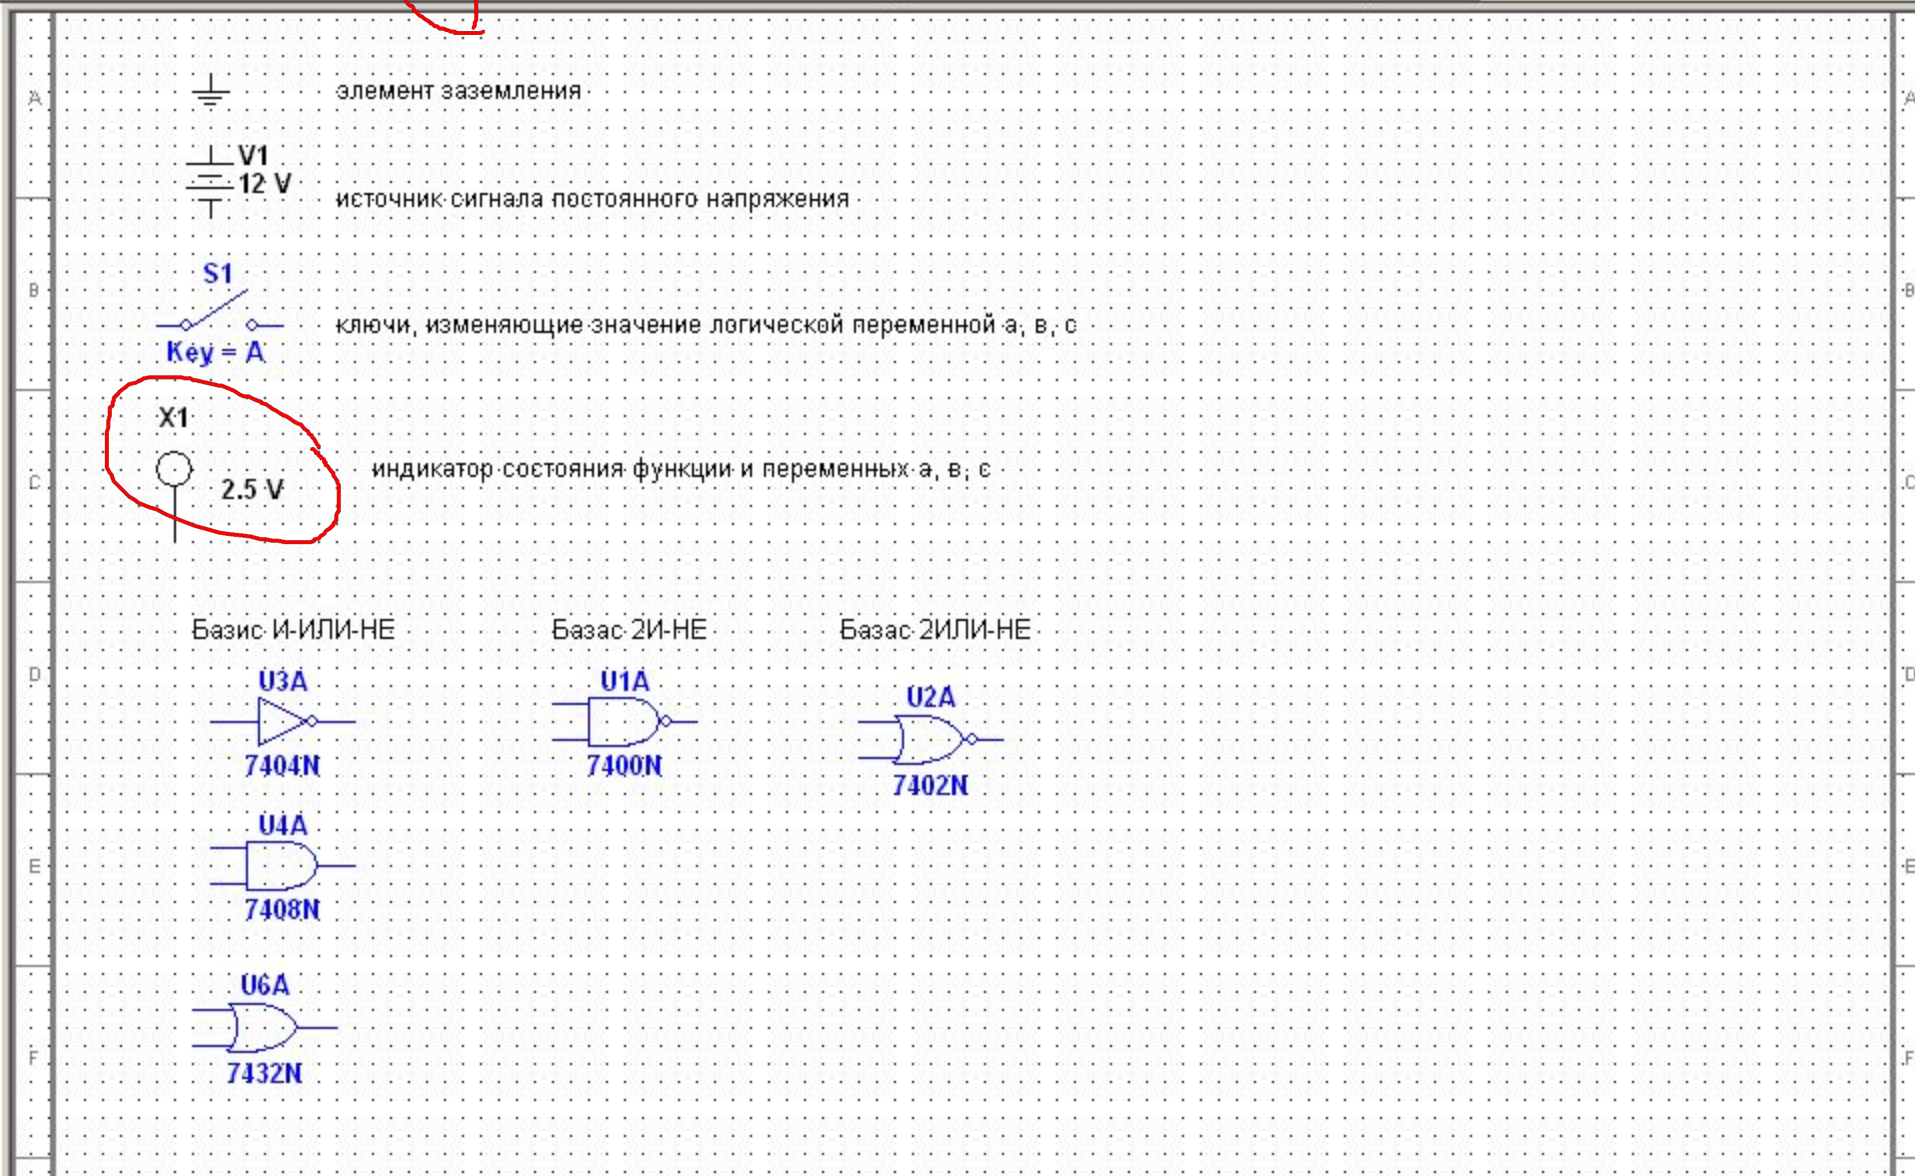 A
элемент заземления
A
V1
12 V
источник сигнала постоянного напряжения
S1
B
B
ключи, изменяющие значение логической переменной а, в, с
Key = A
X1
индикатор состояния функции и переменных а, в, с
C
2.5 V
C
Базис И-ИЛИ-НЕ
Базас 2И-НЕ
Базас 2ИЛИ-НЕ
D
U3A
U1A
U2A
D
7404N
7400N
7402N
U4A
E
E
7408N
U6A
F
F
7432N